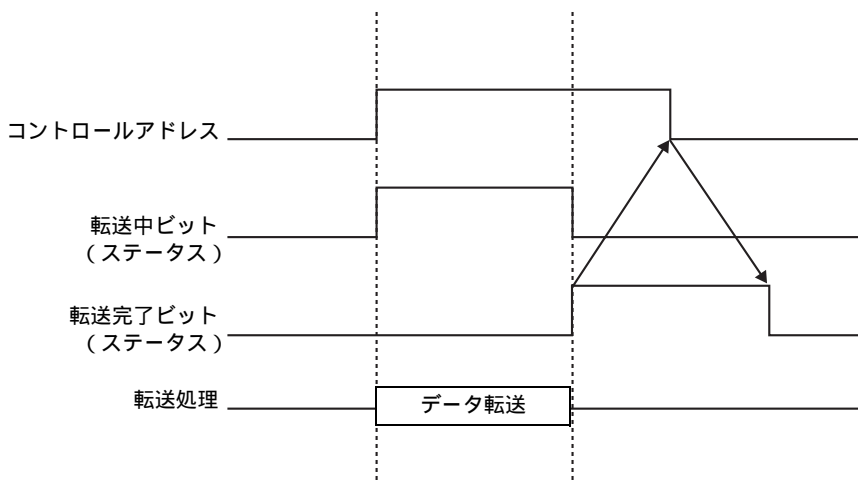 コントロールアドレス
転送中ビット
（ステータス）
転送完了ビット
（ステータス）
転送処理
データ転送